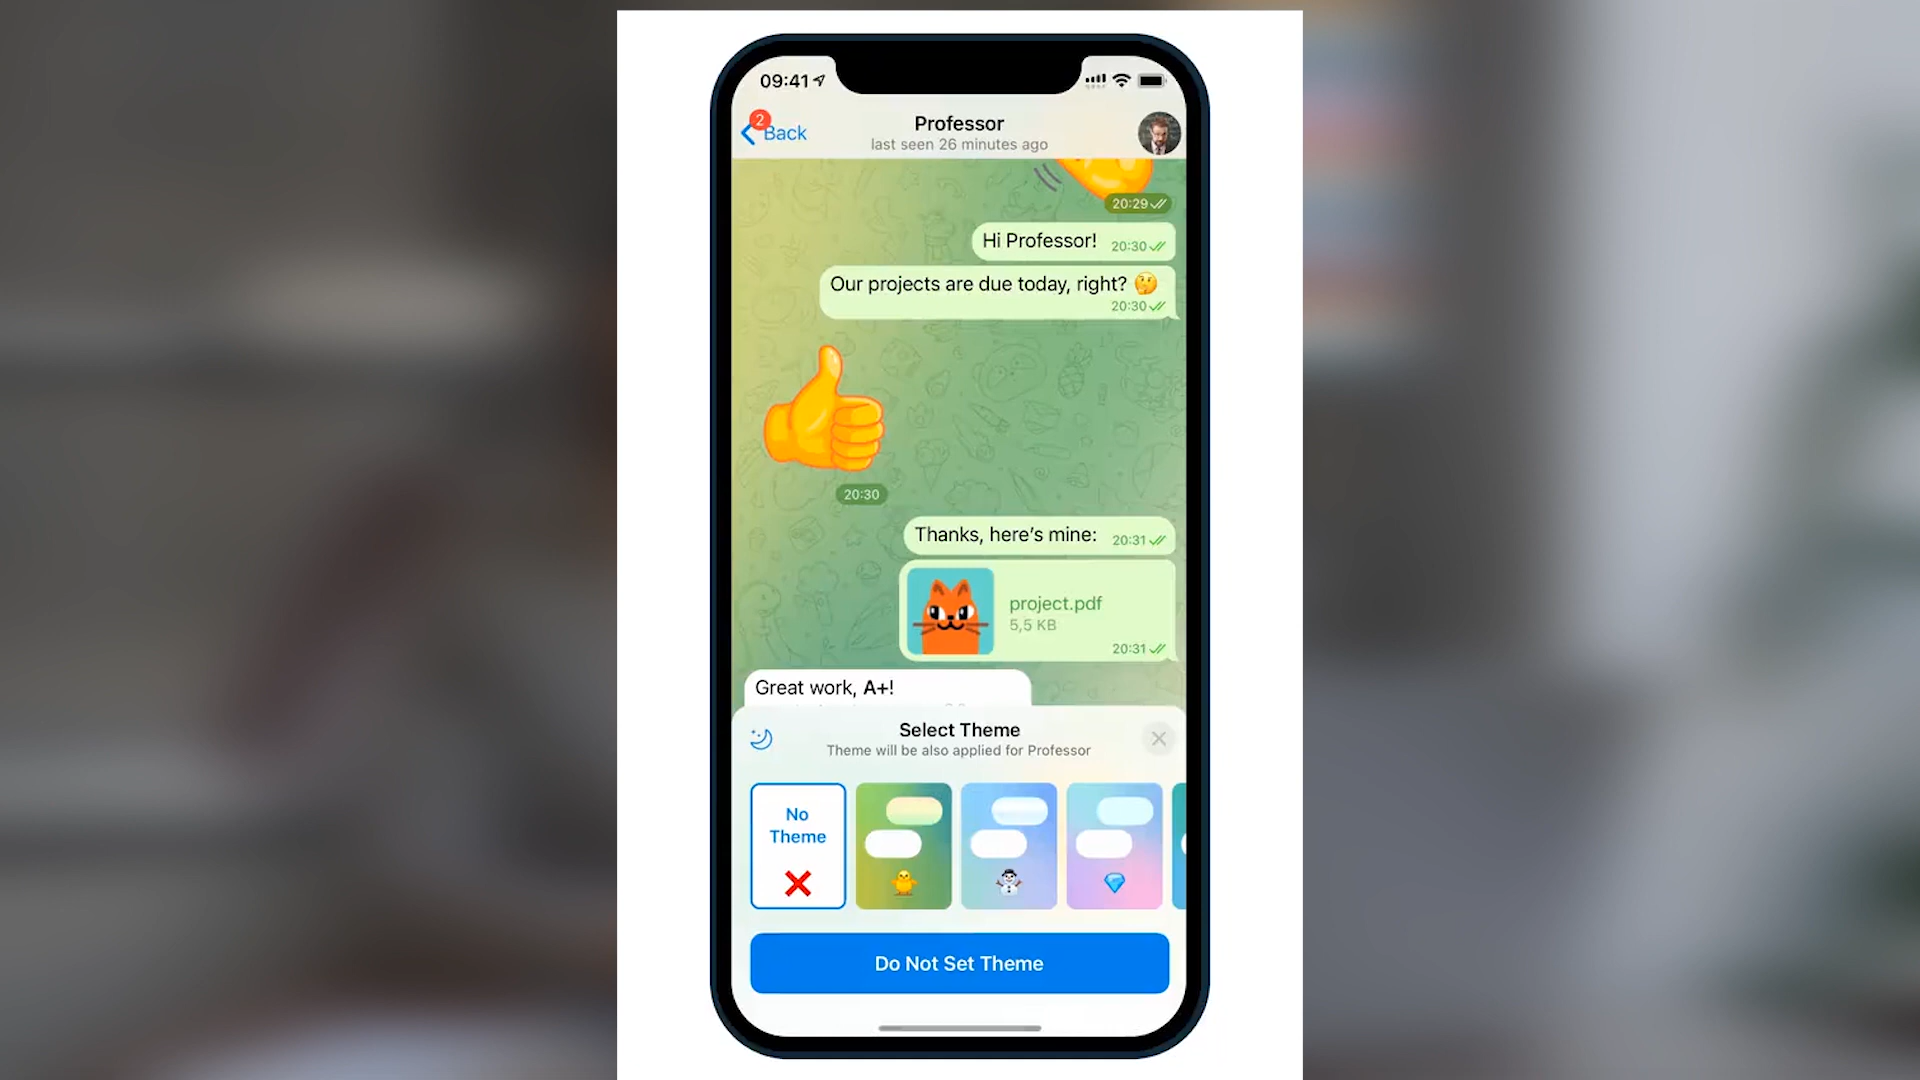 09:41
2
Back
Professor
last seen 26 minutes ago
20:29
Hi Professor! 20:30
Our projects are due today, right? 🤔
20:30
20:30
Thanks, here's mine: 20:31
project.pdf
5,5 KB
20:31
Great work, A+!
Select Theme
Theme will be also applied for Professor
No
Theme
Do Not Set Theme